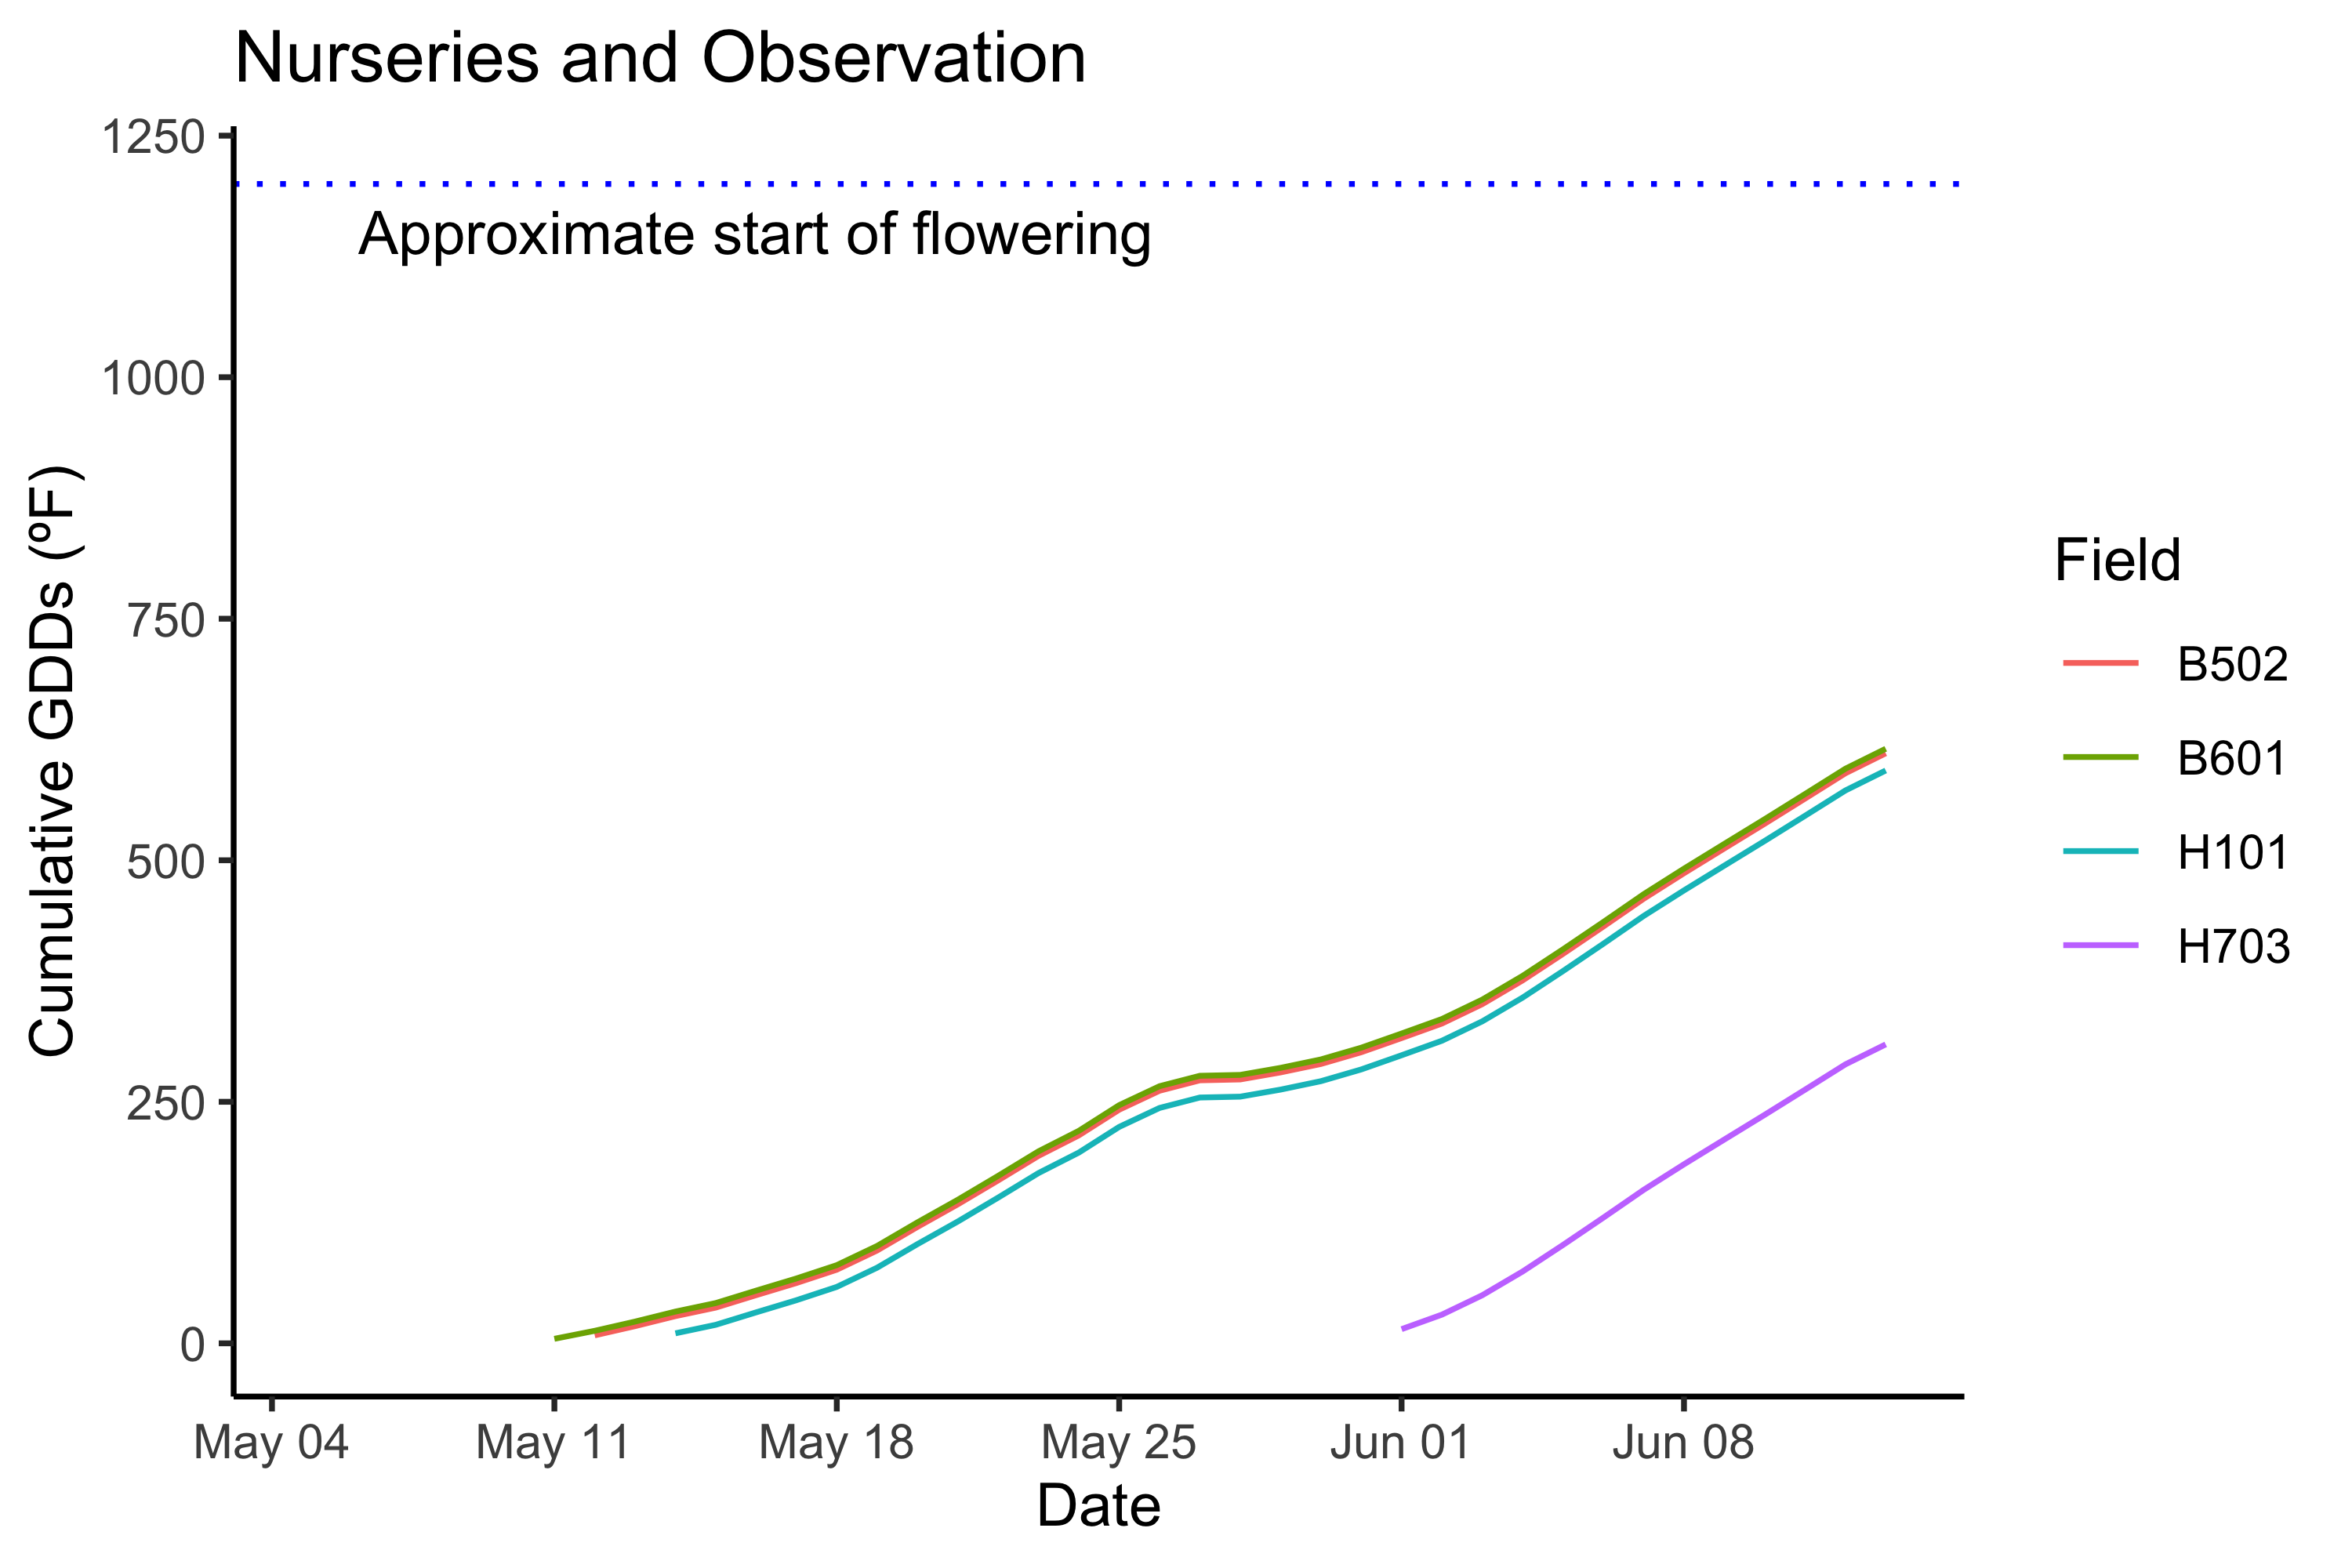 Nurseries and Observation
1250
Approximate start of flowering
1000
750
500
250
0
Cumulative GDDs (ºF)
May 04
May 11
May 18
May 25
Jun 01
Jun 08
Date
Field
B502
B601
H101
H703